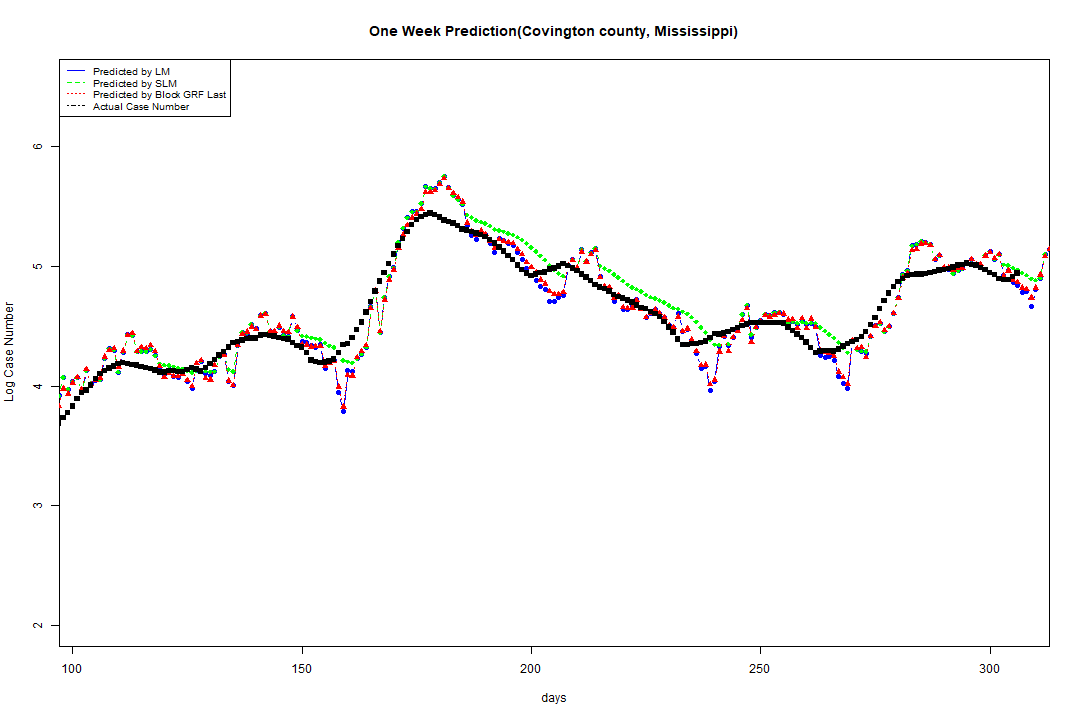 One Week Prediction(Covington county, Mississippi)
Predicted by LM
Predicted by SLM
Predicted by Block GRF Last
Actual Case Number
6
5
4
3
2
Log Case Number
100 150 200 250 300
days